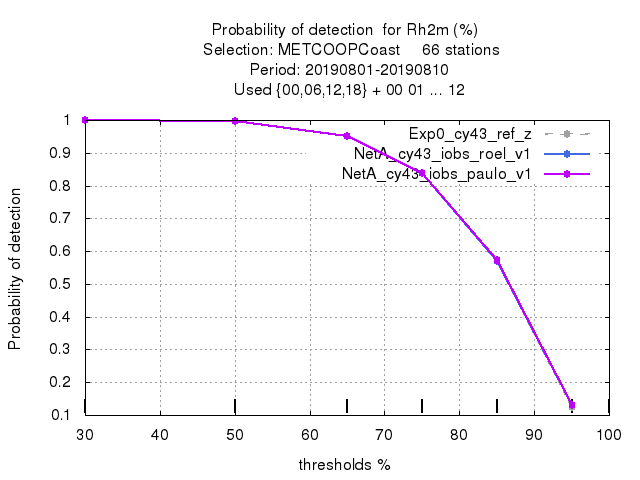 Probability of detection  for Rh2m (%)
Selection: METCOOPCoast     66 stations
Period: 20190801-20190810
Used {00,06,12,18} + 00 01 ... 12
Exp0_cy43_ref_z
NetA_cy43_iobs_roel_v1
NetA_cy43_iobs_paulo_v1
1
0.9
0.8
0.7
0.6
0.5
0.4
0.3
0.2
0.1
Probability of detection
30 40 50 60 70 80 90 100
thresholds %